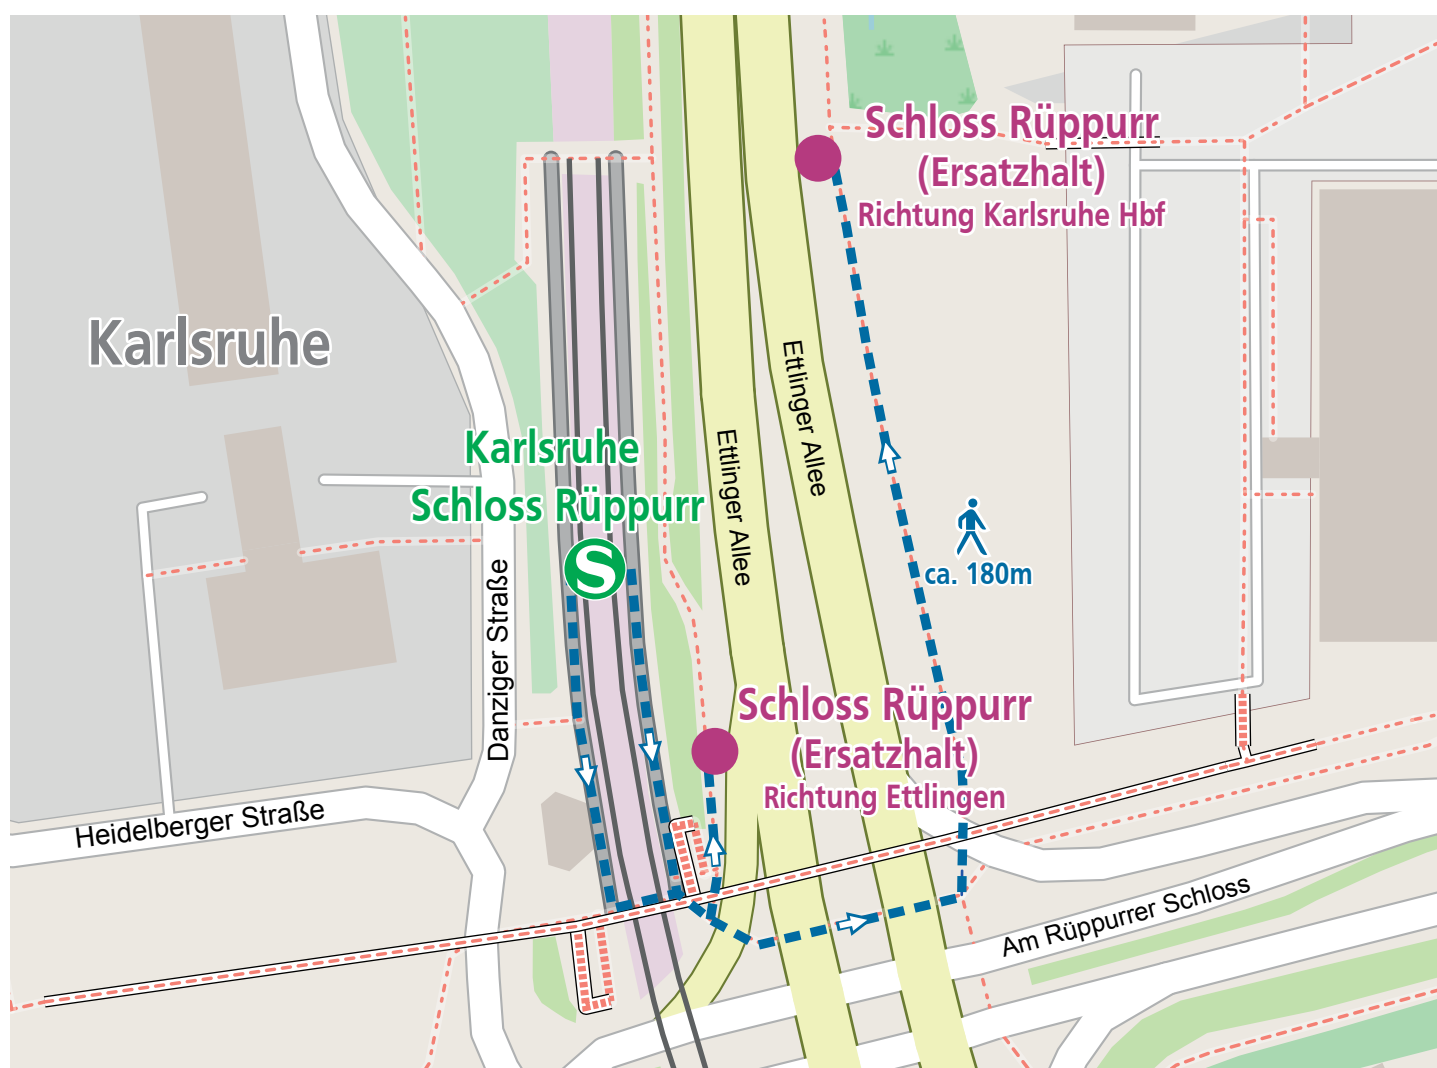 Schloss Rüppurr
(Ersatzhalt)
Richtung Karlsruhe Hbf
Karlsruhe
Ettlinger Allee
Ettlinger Allee
Karlsruhe
Schloss Rüppurr
S
ca. 180m
Danziger Straße
Schloss Rüppurr
(Ersatzhalt)
Richtung Ettlingen
Heidelberger Straße
Am Rüppurrer Schloss